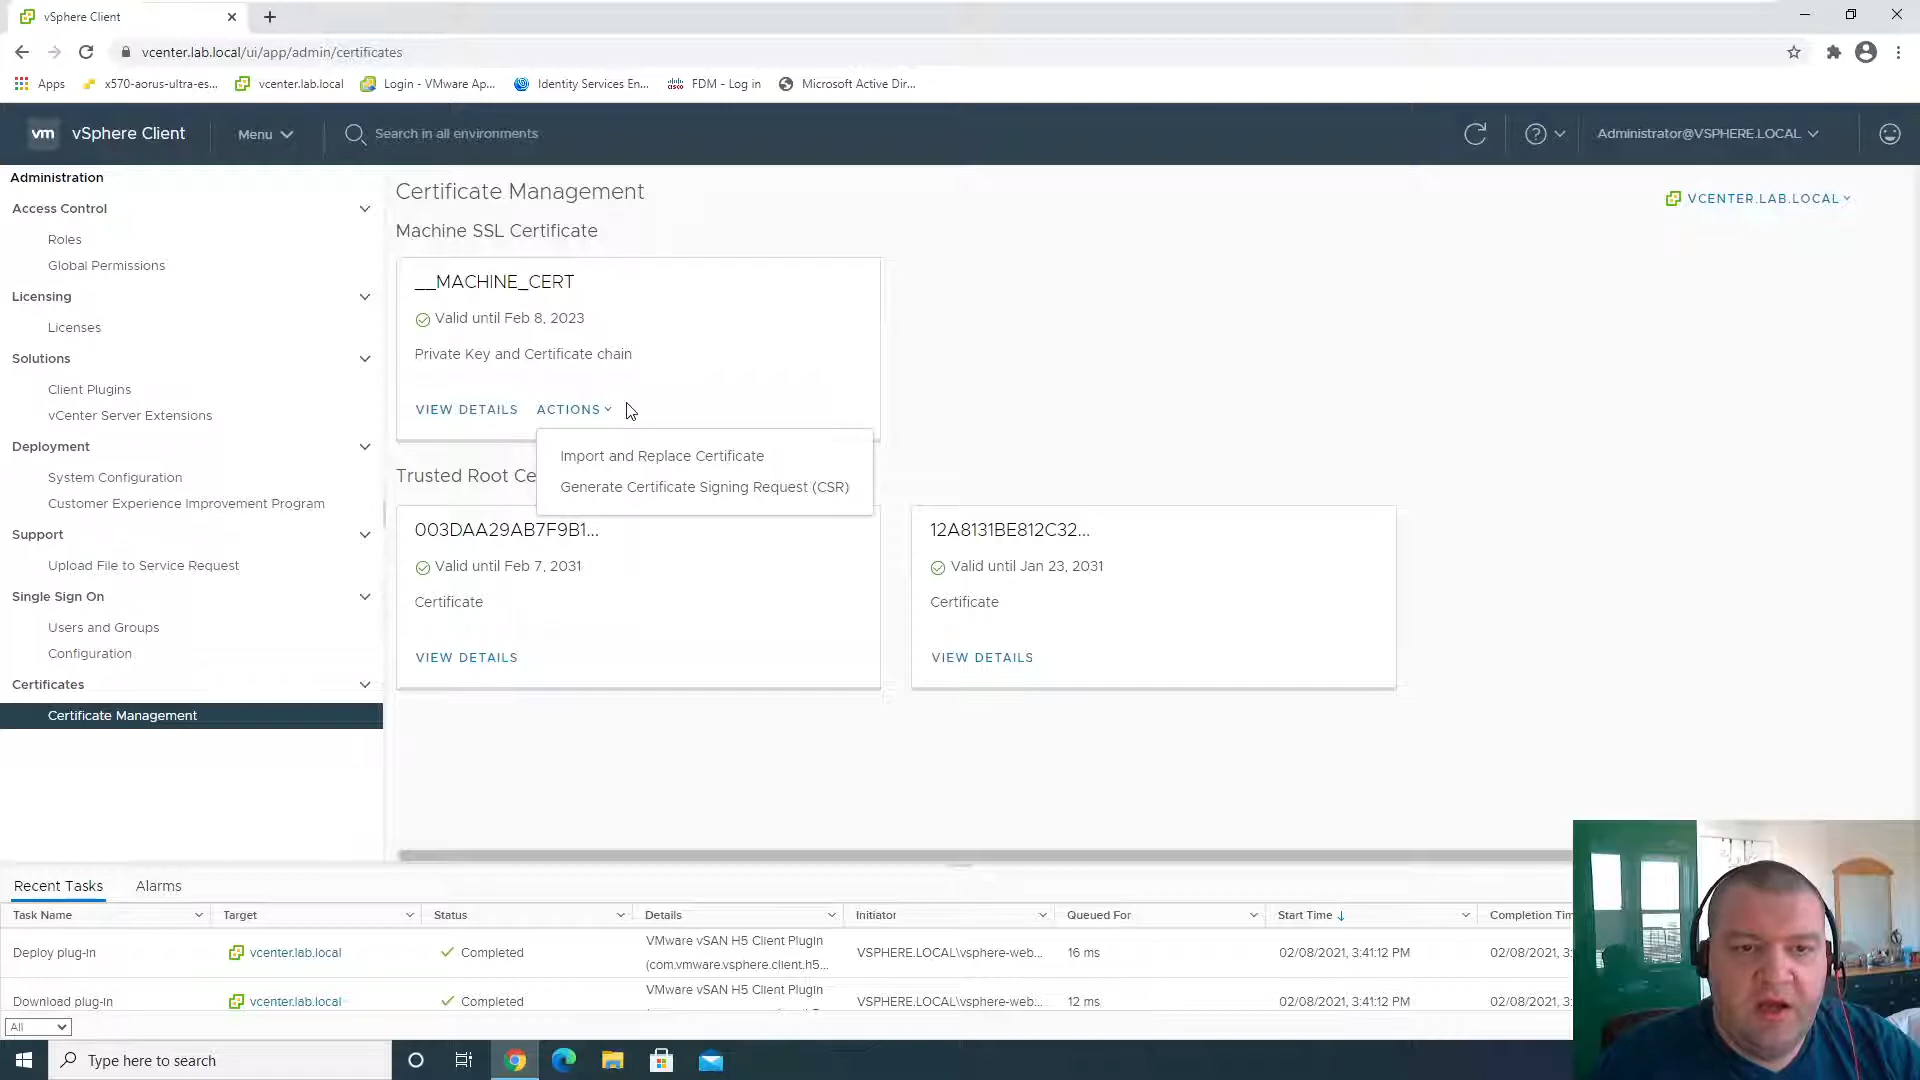 vSphere Client
vcenter.lab.local/ui/app/admin/certificates
Apps
x570-aorus-ultra-es...
vcenter.lab.local
Login - VMware Ap...
Identity Services En...
FDM - Log in
Microsoft Active Dir...
vm
vSphere Client
Menu
Search in all environments
Administrator@VSPHERE.LOCAL
Administration
Access Control
Roles
Global Permissions
Licensing
Licenses
Solutions
Client Plugins
vCenter Server Extensions
Deployment
System Configuration
Customer Experience Improvement Program
Support
Upload File to Service Request
Single Sign On
Users and Groups
Configuration
Certificates
Certificate Management
Certificate Management
VCENTER.LAB.LOCAL
Machine SSL Certificate
__MACHINE_CERT
Valid until Feb 8, 2023
Private Key and Certificate chain
VIEW DETAILS
ACTIONS
Import and Replace Certificate
Generate Certificate Signing Request (CSR)
Trusted Root Ce
003DAA29AB7F9B1...
Valid until Feb 7, 2031
Certificate
VIEW DETAILS
12A8131BE812C32...
Valid until Jan 23, 2031
Certificate
VIEW DETAILS
Recent Tasks
Alarms
Task Name
Target
Status
Details
Initiator
Queued For
Start Time
Completion Tim
Deploy plug-in
vcenter.lab.local
Completed
VMware vSAN H5 Client Plugin
(com.vmware.vsphere.client.h5...
VSPHERE.LOCAL\vsphere-web...
16 ms
02/08/2021, 3:41:12 PM
02/08/2021, 3:
Download plug-in
vcenter.lab.local
Completed
VMware vSAN H5 Client Plugin
VSPHERE.LOCAL\vsphere-web...
12 ms
02/08/2021, 3:41:12 PM
02/08/2021, 3:
All
Type here to search